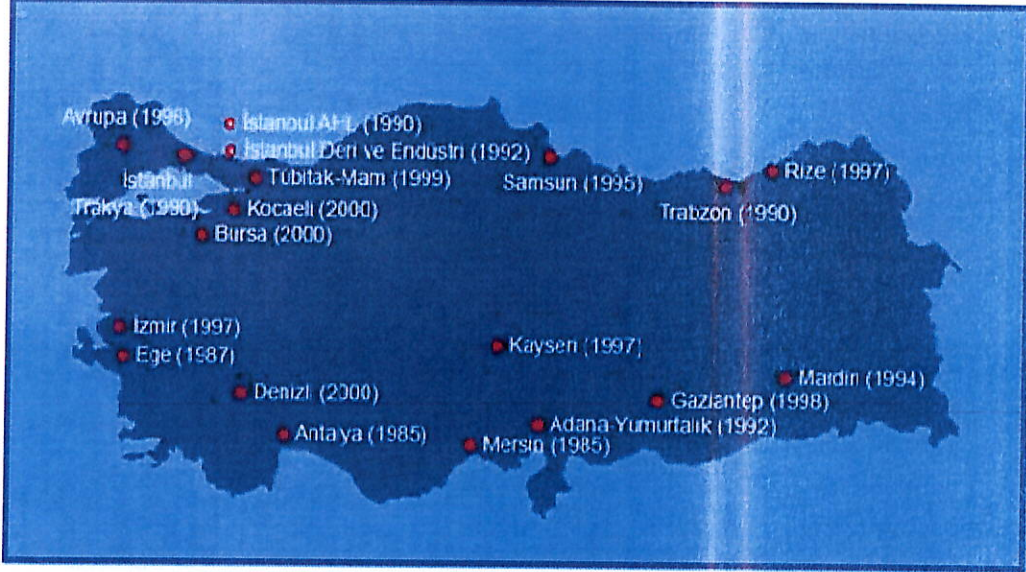 Avrupa (1996)
İstanbul AHL (1990)
İstanbul Deri ve Endüstri (1992)
Tübitak-Mam (1999)
İstanbul
Trakya (1990)
Kocaeli (2000)
Bursa (2000)
Samsun (1995)
Rize (1997)
Trabzon (1990)
İzmir (1997)
Ege (1987)
Kayseri (1997)
Denizli (2000)
Mardin (1994)
Gaziantep (1998)
Adana-Yumurtalık (1992)
Antalya (1985)
Mersin (1985)